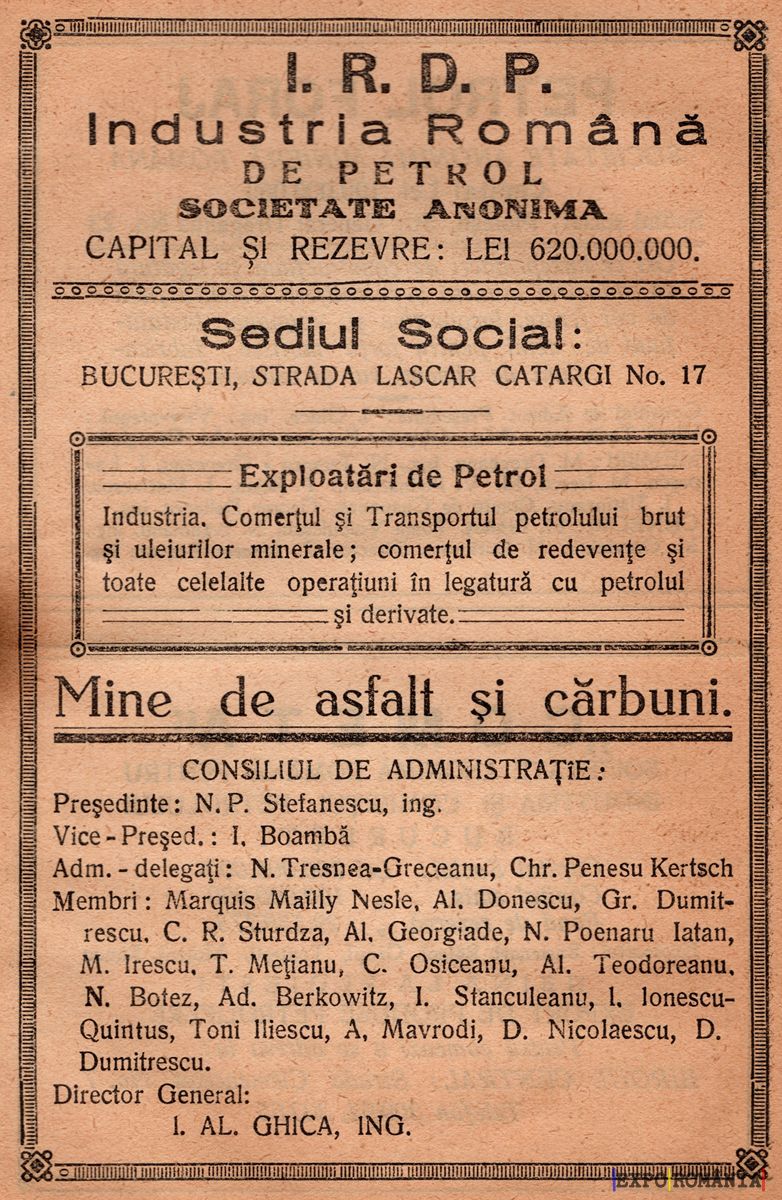 I. R. D. P.
Industria Română
DE PETROL
SOCIETATE ANONIMA
CAPITAL ŞI REZEVRE: LEI 620.000.000.
Sediul Social:
BUCUREŞTI, STRADA LASCAR CATARGI No. 17
Exploatări de Petrol
Industria. Comerţul şi Transportul petrolului brut
şi uleiurilor minerale; comerţul de redevenţe şi
toate celelalte operaţiuni în legatură cu petrolul
şi derivate.
Mine de asfalt şi cărbuni.
CONSILIUL DE ADMINISTRAŢIE:
Preşedinte: N. P. Stefanescu, ing.
Vice-Preşed.: I. Boambă
Adm. - delegaţi: N. Tresnea-Greceanu, Chr. Penesu Kertsch
Membri: Marquis Mailly Nesle, Al. Donescu, Gr. Dumit-
rescu, C. R. Sturdza, Al. Georgiade, N. Poenaru Iatan,
M. Irescu, T. Meţianu, C. Osiceanu, Al. Teodoreanu,
N. Botez, Ad. Berkowitz, I. Stanculeanu, I. Ionescu-
Quintus, Toni Iliescu, A. Mavrodi, D. Nicolaescu, D.
Dumitrescu.
Director General:
I. AL. GHICA, ING.
EXPO ROMANIA